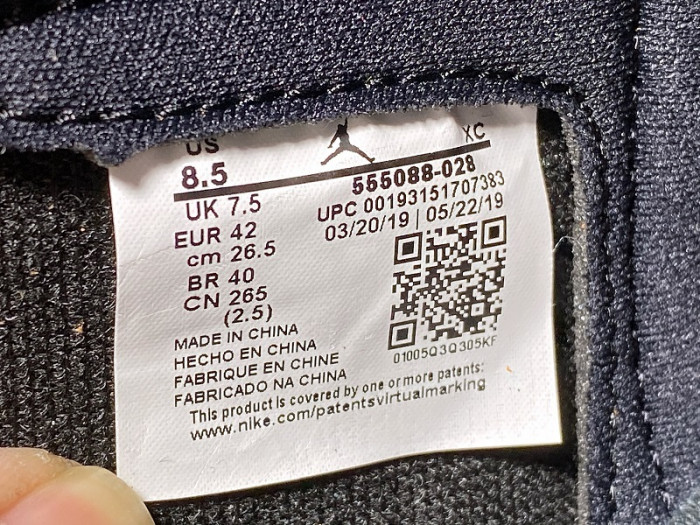 US
XC
8.5
555088-028
UK 7.5
UPC 00193151707383
EUR 42
03/20/19 | 05/22/19
cm 26.5
BR 40
CN 265
(2.5)
01005Q3Q305KF
MADE IN CHINA
HECHO EN CHINA
FABRIQUE EN CHINE
FABRICADO NA CHINA
This product is covered by one or more patents:
www.nike.com/patentsvirtualmarking